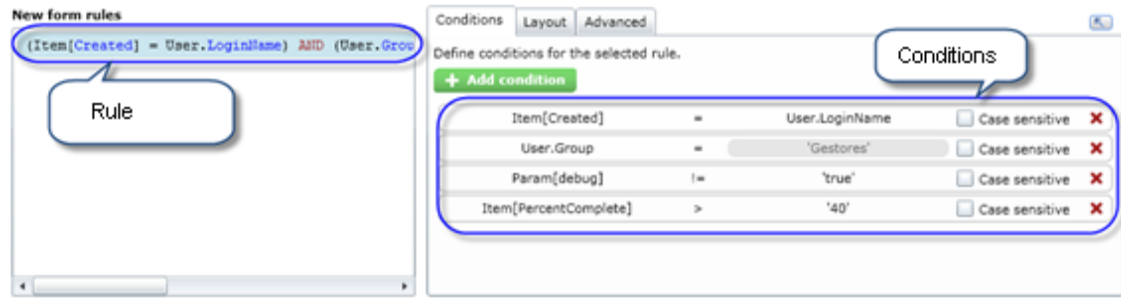 New form rules
(Item[Created] = User.LoginName) AND (User.Grou
Rule
Conditions Layout Advanced
Define conditions for the selected rule.
+ Add condition
Conditions
Item[Created] = User.LoginName Case sensitive
User.Group = 'Gestores' Case sensitive
Param[debug] != 'true' Case sensitive
Item[PercentComplete] > '40' Case sensitive